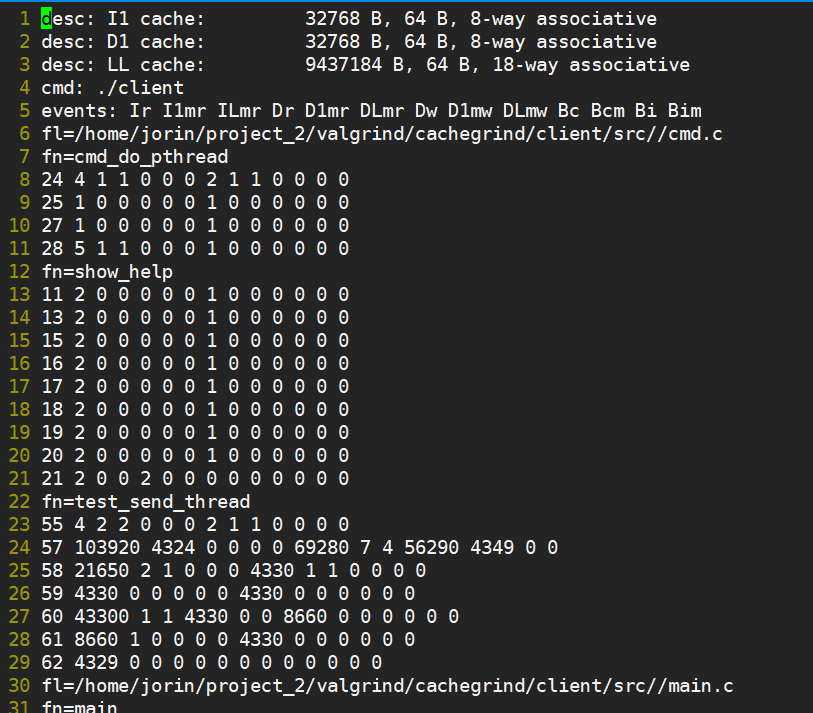 1 desc: I1 cache:         32768 B, 64 B, 8-way associative
2 desc: D1 cache:         32768 B, 64 B, 8-way associative
3 desc: LL cache:         9437184 B, 64 B, 18-way associative
4 cmd: ./client
5 events: Ir I1mr ILmr Dr D1mr DLmr Dw D1mw DLmw Bc Bcm Bi Bim
6 fl=/home/jorin/project_2/valgrind/cachegrind/client/src//cmd.c
7 fn=cmd_do_pthread
8 24 4 1 1 0 0 0 2 1 1 0 0 0 0
9 25 1 0 0 0 0 0 1 0 0 0 0 0 0
10 27 1 0 0 0 0 0 1 0 0 0 0 0 0
11 28 5 1 1 0 0 0 1 0 0 0 0 0 0
12 fn=show_help
13 11 2 0 0 0 0 0 1 0 0 0 0 0 0
14 13 2 0 0 0 0 0 1 0 0 0 0 0 0
15 15 2 0 0 0 0 0 1 0 0 0 0 0 0
16 16 2 0 0 0 0 0 1 0 0 0 0 0 0
17 17 2 0 0 0 0 0 1 0 0 0 0 0 0
18 18 2 0 0 0 0 0 1 0 0 0 0 0 0
19 19 2 0 0 0 0 0 1 0 0 0 0 0 0
20 20 2 0 0 0 0 0 1 0 0 0 0 0 0
21 21 2 0 0 2 0 0 0 0 0 0 0 0 0
22 fn=test_send_thread
23 55 4 2 2 0 0 0 2 1 1 0 0 0 0
24 57 103920 4324 0 0 0 0 69280 7 4 56290 4349 0 0
25 58 21650 2 1 0 0 0 4330 1 1 0 0 0 0
26 59 4330 0 0 0 0 0 4330 0 0 0 0 0 0
27 60 43300 1 1 4330 0 0 8660 0 0 0 0 0 0
28 61 8660 1 0 0 0 0 4330 0 0 0 0 0 0
29 62 4329 0 0 0 0 0 0 0 0 0 0 0 0
30 fl=/home/jorin/project_2/valgrind/cachegrind/client/src//main.c
31 fn=main